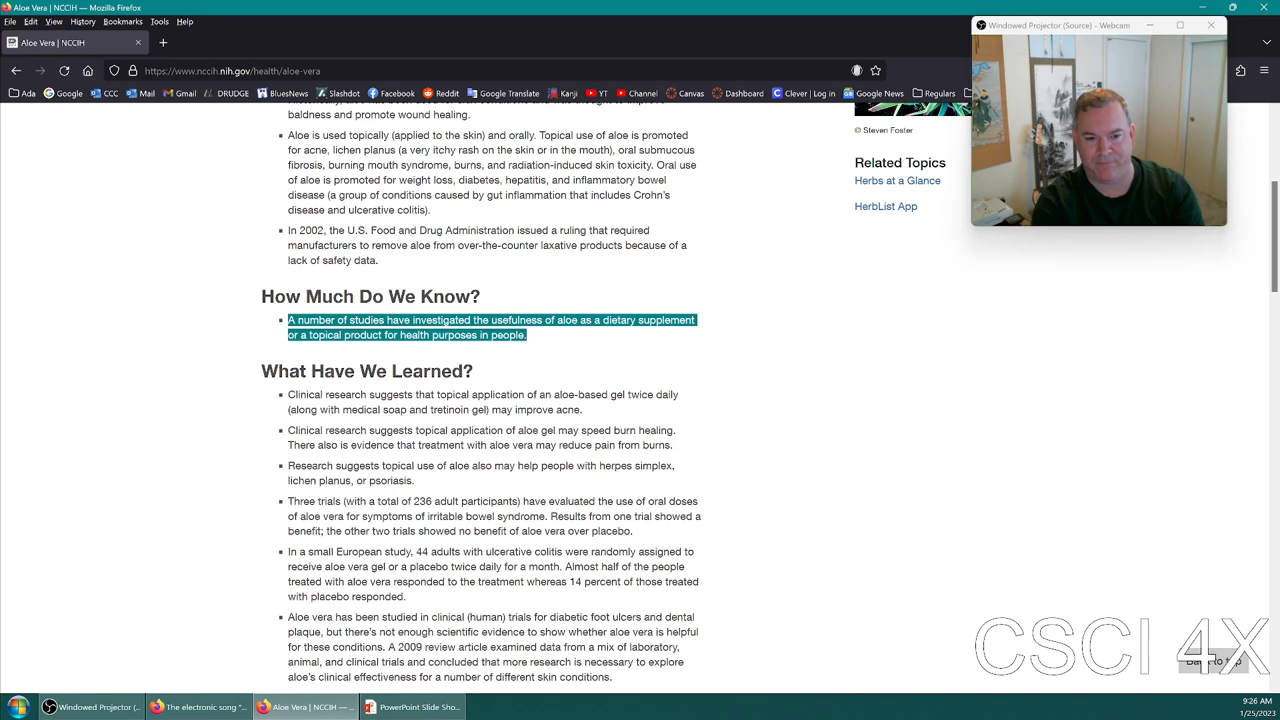 Aloe Vera | NCCIH — Mozilla Firefox
File Edit View History Bookmarks Tools Help
Windowed Projector (Source) - Webcam
Aloe Vera | NCCIH
https://www.nccih.nih.gov/health/aloe-vera
Ada Google CCC Mail Gmail DRUDGE BluesNews Slashdot Facebook Reddit Google Translate Kanji YT Channel Canvas Dashboard Clever | Log in Google News Regulars Other Bookmarks
baldness and promote wound healing.
© Steven Foster
Related Topics
Herbs at a Glance
HerbList App
Aloe is used topically (applied to the skin) and orally. Topical use of aloe is promoted
for acne, lichen planus (a very itchy rash on the skin or in the mouth), oral submucous
fibrosis, burning mouth syndrome, burns, and radiation-induced skin toxicity. Oral use
of aloe is promoted for weight loss, diabetes, hepatitis, and inflammatory bowel
disease (a group of conditions caused by gut inflammation that includes Crohn's
disease and ulcerative colitis).
In 2002, the U.S. Food and Drug Administration issued a ruling that required
manufacturers to remove aloe from over-the-counter laxative products because of a
lack of safety data.
How Much Do We Know?
A number of studies have investigated the usefulness of aloe as a dietary supplement
or a topical product for health purposes in people.
What Have We Learned?
Clinical research suggests that topical application of an aloe-based gel twice daily
(along with medical soap and tretinoin gel) may improve acne.
Clinical research suggests topical application of aloe gel may speed burn healing.
There also is evidence that treatment with aloe vera may reduce pain from burns.
Research suggests topical use of aloe also may help people with herpes simplex,
lichen planus, or psoriasis.
Three trials (with a total of 236 adult participants) have evaluated the use of oral doses
of aloe vera for symptoms of irritable bowel syndrome. Results from one trial showed a
benefit; the other two trials showed no benefit of aloe vera over placebo.
In a small European study, 44 adults with ulcerative colitis were randomly assigned to
receive aloe vera gel or a placebo twice daily for a month. Almost half of the people
treated with aloe vera responded to the treatment whereas 14 percent of those treated
with placebo responded.
Aloe vera has been studied in clinical (human) trials for diabetic foot ulcers and dental
plaque, but there's not enough scientific evidence to show whether aloe vera is helpful
for these conditions. A 2009 review article examined data from a mix of laboratory,
animal, and clinical trials and concluded that more research is necessary to explore
aloe's clinical effectiveness for a number of different skin conditions.
CSCI 4X
Back to top
Windowed Projector (... The electronic song "... Aloe Vera | NCCIH — ... PowerPoint Slide Sho...
9:26 AM
1/25/2023